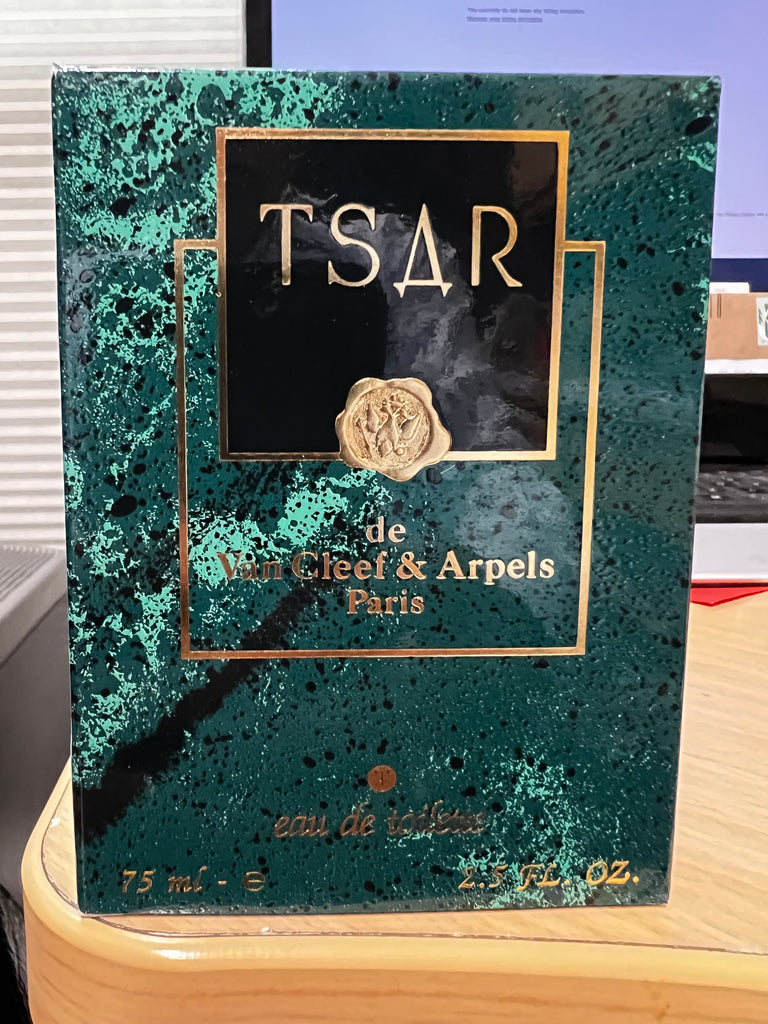 TSAR
de
Van Cleef & Arpels
Paris
T
eau de toilette
75 ml - e
2.5 FL. OZ.